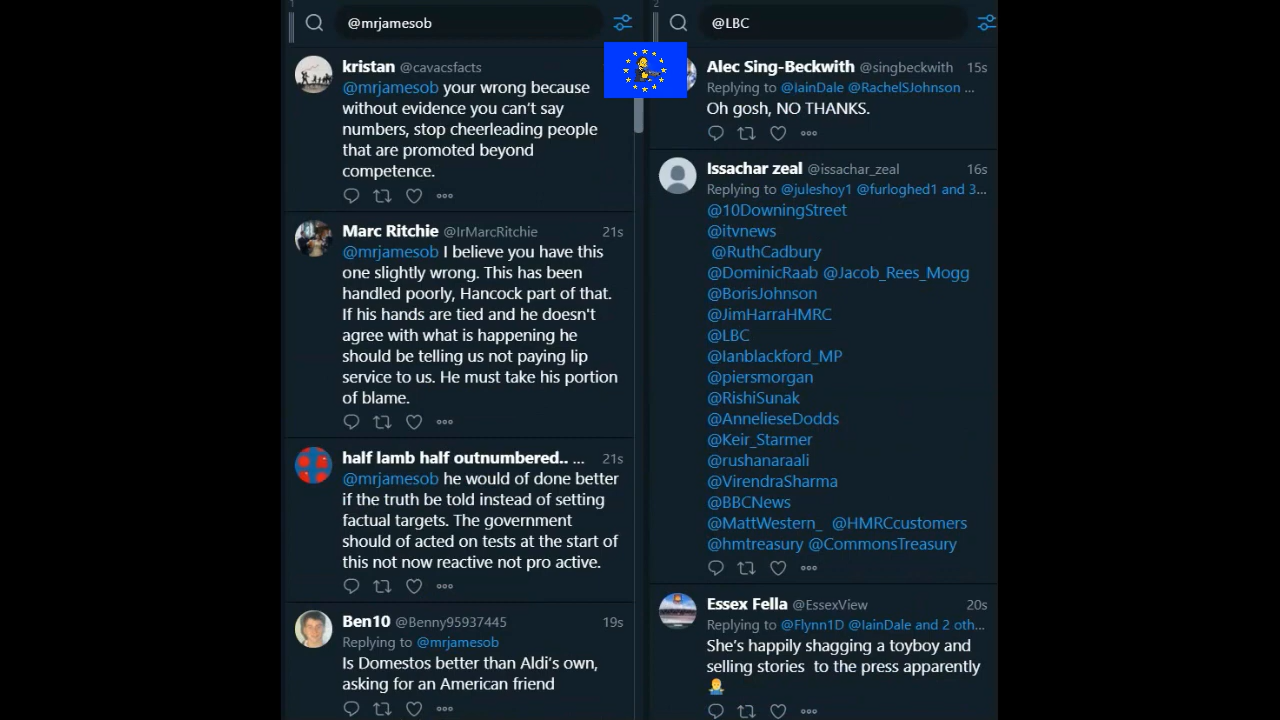 1
@mrjamesob
kristan @cavacsfacts
@mrjamesob your wrong because
without evidence you can't say
numbers, stop cheerleading people
that are promoted beyond
competence.
Marc Ritchie @IrMarcRitchie 21s
@mrjamesob I believe you have this
one slightly wrong. This has been
handled poorly, Hancock part of that.
If his hands are tied and he doesn't
agree with what is happening he
should be telling us not paying lip
service to us. He must take his portion
of blame.
half lamb half outnumbered.. ... 21s
@mrjamesob he would of done better
if the truth be told instead of setting
factual targets. The government
should of acted on tests at the start of
this not now reactive not pro active.
Ben10 @Benny95937445 19s
Replying to @mrjamesob
Is Domestos better than Aldi's own,
asking for an American friend
2
@LBC
Alec Sing-Beckwith @singbeckwith 15s
Replying to @IainDale @RachelSJohnson ...
Oh gosh, NO THANKS.
Issachar zeal @issachar_zeal 16s
Replying to @juleshoy1 @furloghed1 and 3...
@10DowningStreet
@itvnews
@RuthCadbury
@DominicRaab @Jacob_Rees_Mogg
@BorisJohnson
@JimHarraHMRC
@LBC
@Ianblackford_MP
@piersmorgan
@RishiSunak
@AnnelieseDodds
@Keir_Starmer
@rushanaraali
@VirendraSharma
@BBCNews
@MattWestern_ @HMRCcustomers
@hmtreasury @CommonsTreasury
Essex Fella @EssexView 20s
Replying to @Flynn1D @IainDale and 2 oth...
She's happily shagging a toyboy and
selling stories to the press apparently